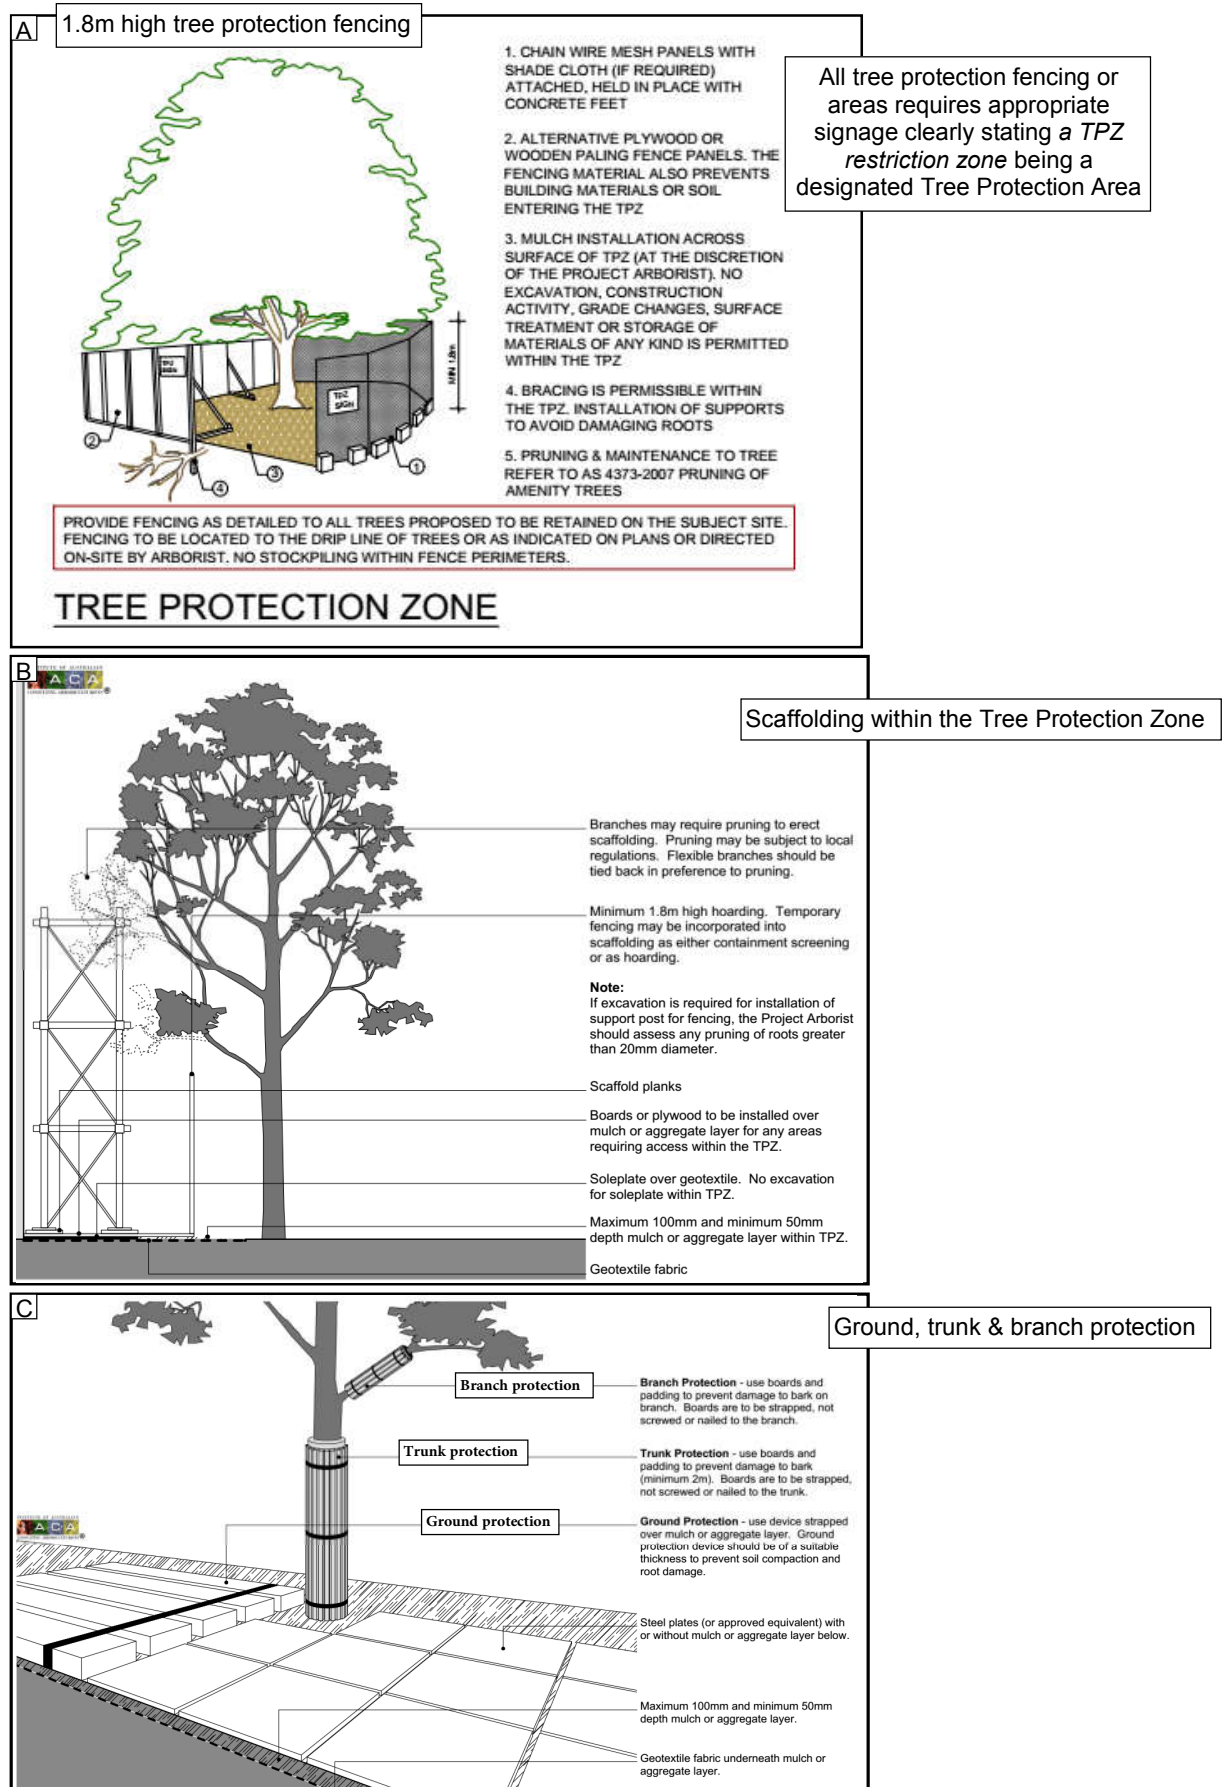 A
1.8m high tree protection fencing
1. CHAIN WIRE MESH PANELS WITH
SHADE CLOTH (IF REQUIRED)
ATTACHED, HELD IN PLACE WITH
CONCRETE FEET
2. ALTERNATIVE PLYWOOD OR
WOODEN PALING FENCE PANELS. THE
FENCING MATERIAL ALSO PREVENTS
BUILDING MATERIALS OR SOIL
ENTERING THE TPZ
3. MULCH INSTALLATION ACROSS
SURFACE OF TPZ (AT THE DISCRETION
OF THE PROJECT ARBORIST). NO
EXCAVATION, CONSTRUCTION
ACTIVITY, GRADE CHANGES, SURFACE
TREATMENT OR STORAGE OF
MATERIALS OF ANY KIND IS PERMITTED
WITHIN THE TPZ
4. BRACING IS PERMISSIBLE WITHIN
THE TPZ. INSTALLATION OF SUPPORTS
TO AVOID DAMAGING ROOTS
5. PRUNING & MAINTENANCE TO TREE
REFER TO AS 4373-2007 PRUNING OF
AMENITY TREES
All tree protection fencing or
areas requires appropriate
signage clearly stating a TPZ
restriction zone being a
designated Tree Protection Area
TPZ
SIGN
TPZ
SIGN
MIN 1.8m
2
3
4
1
PROVIDE FENCING AS DETAILED TO ALL TREES PROPOSED TO BE RETAINED ON THE SUBJECT SITE.
FENCING TO BE LOCATED TO THE DRIP LINE OF TREES OR AS INDICATED ON PLANS OR DIRECTED
ON-SITE BY ARBORIST. NO STOCKPILING WITHIN FENCE PERIMETERS.
TREE PROTECTION ZONE
B
ACA
Scaffolding within the Tree Protection Zone
Branches may require pruning to erect
scaffolding. Pruning may be subject to local
regulations. Flexible branches should be
tied back in preference to pruning.
Minimum 1.8m high hoarding. Temporary
fencing may be incorporated into
scaffolding as either containment screening
or as hoarding.
Note:
If excavation is required for installation of
support post for fencing, the Project Arborist
should assess any pruning of roots greater
than 20mm diameter.
Scaffold planks
Boards or plywood to be installed over
mulch or aggregate layer for any areas
requiring access within the TPZ.
Soleplate over geotextile. No excavation
for soleplate within TPZ.
Maximum 100mm and minimum 50mm
depth mulch or aggregate layer within TPZ.
Geotextile fabric
C
Ground, trunk & branch protection
Branch protection
Branch Protection - use boards and
padding to prevent damage to bark on
branch. Boards are to be strapped, not
screwed or nailed to the branch.
Trunk protection
Trunk Protection - use boards and
padding to prevent damage to bark
(minimum 2m). Boards are to be strapped,
not screwed or nailed to the trunk.
ACA
Ground protection
Ground Protection - use device strapped
over mulch or aggregate layer. Ground
protection device should be of a suitable
thickness to prevent soil compaction and
root damage.
Steel plates (or approved equivalent) with
or without mulch or aggregate layer below.
Maximum 100mm and minimum 50mm
depth mulch or aggregate layer.
Geotextile fabric underneath mulch or
aggregate layer.